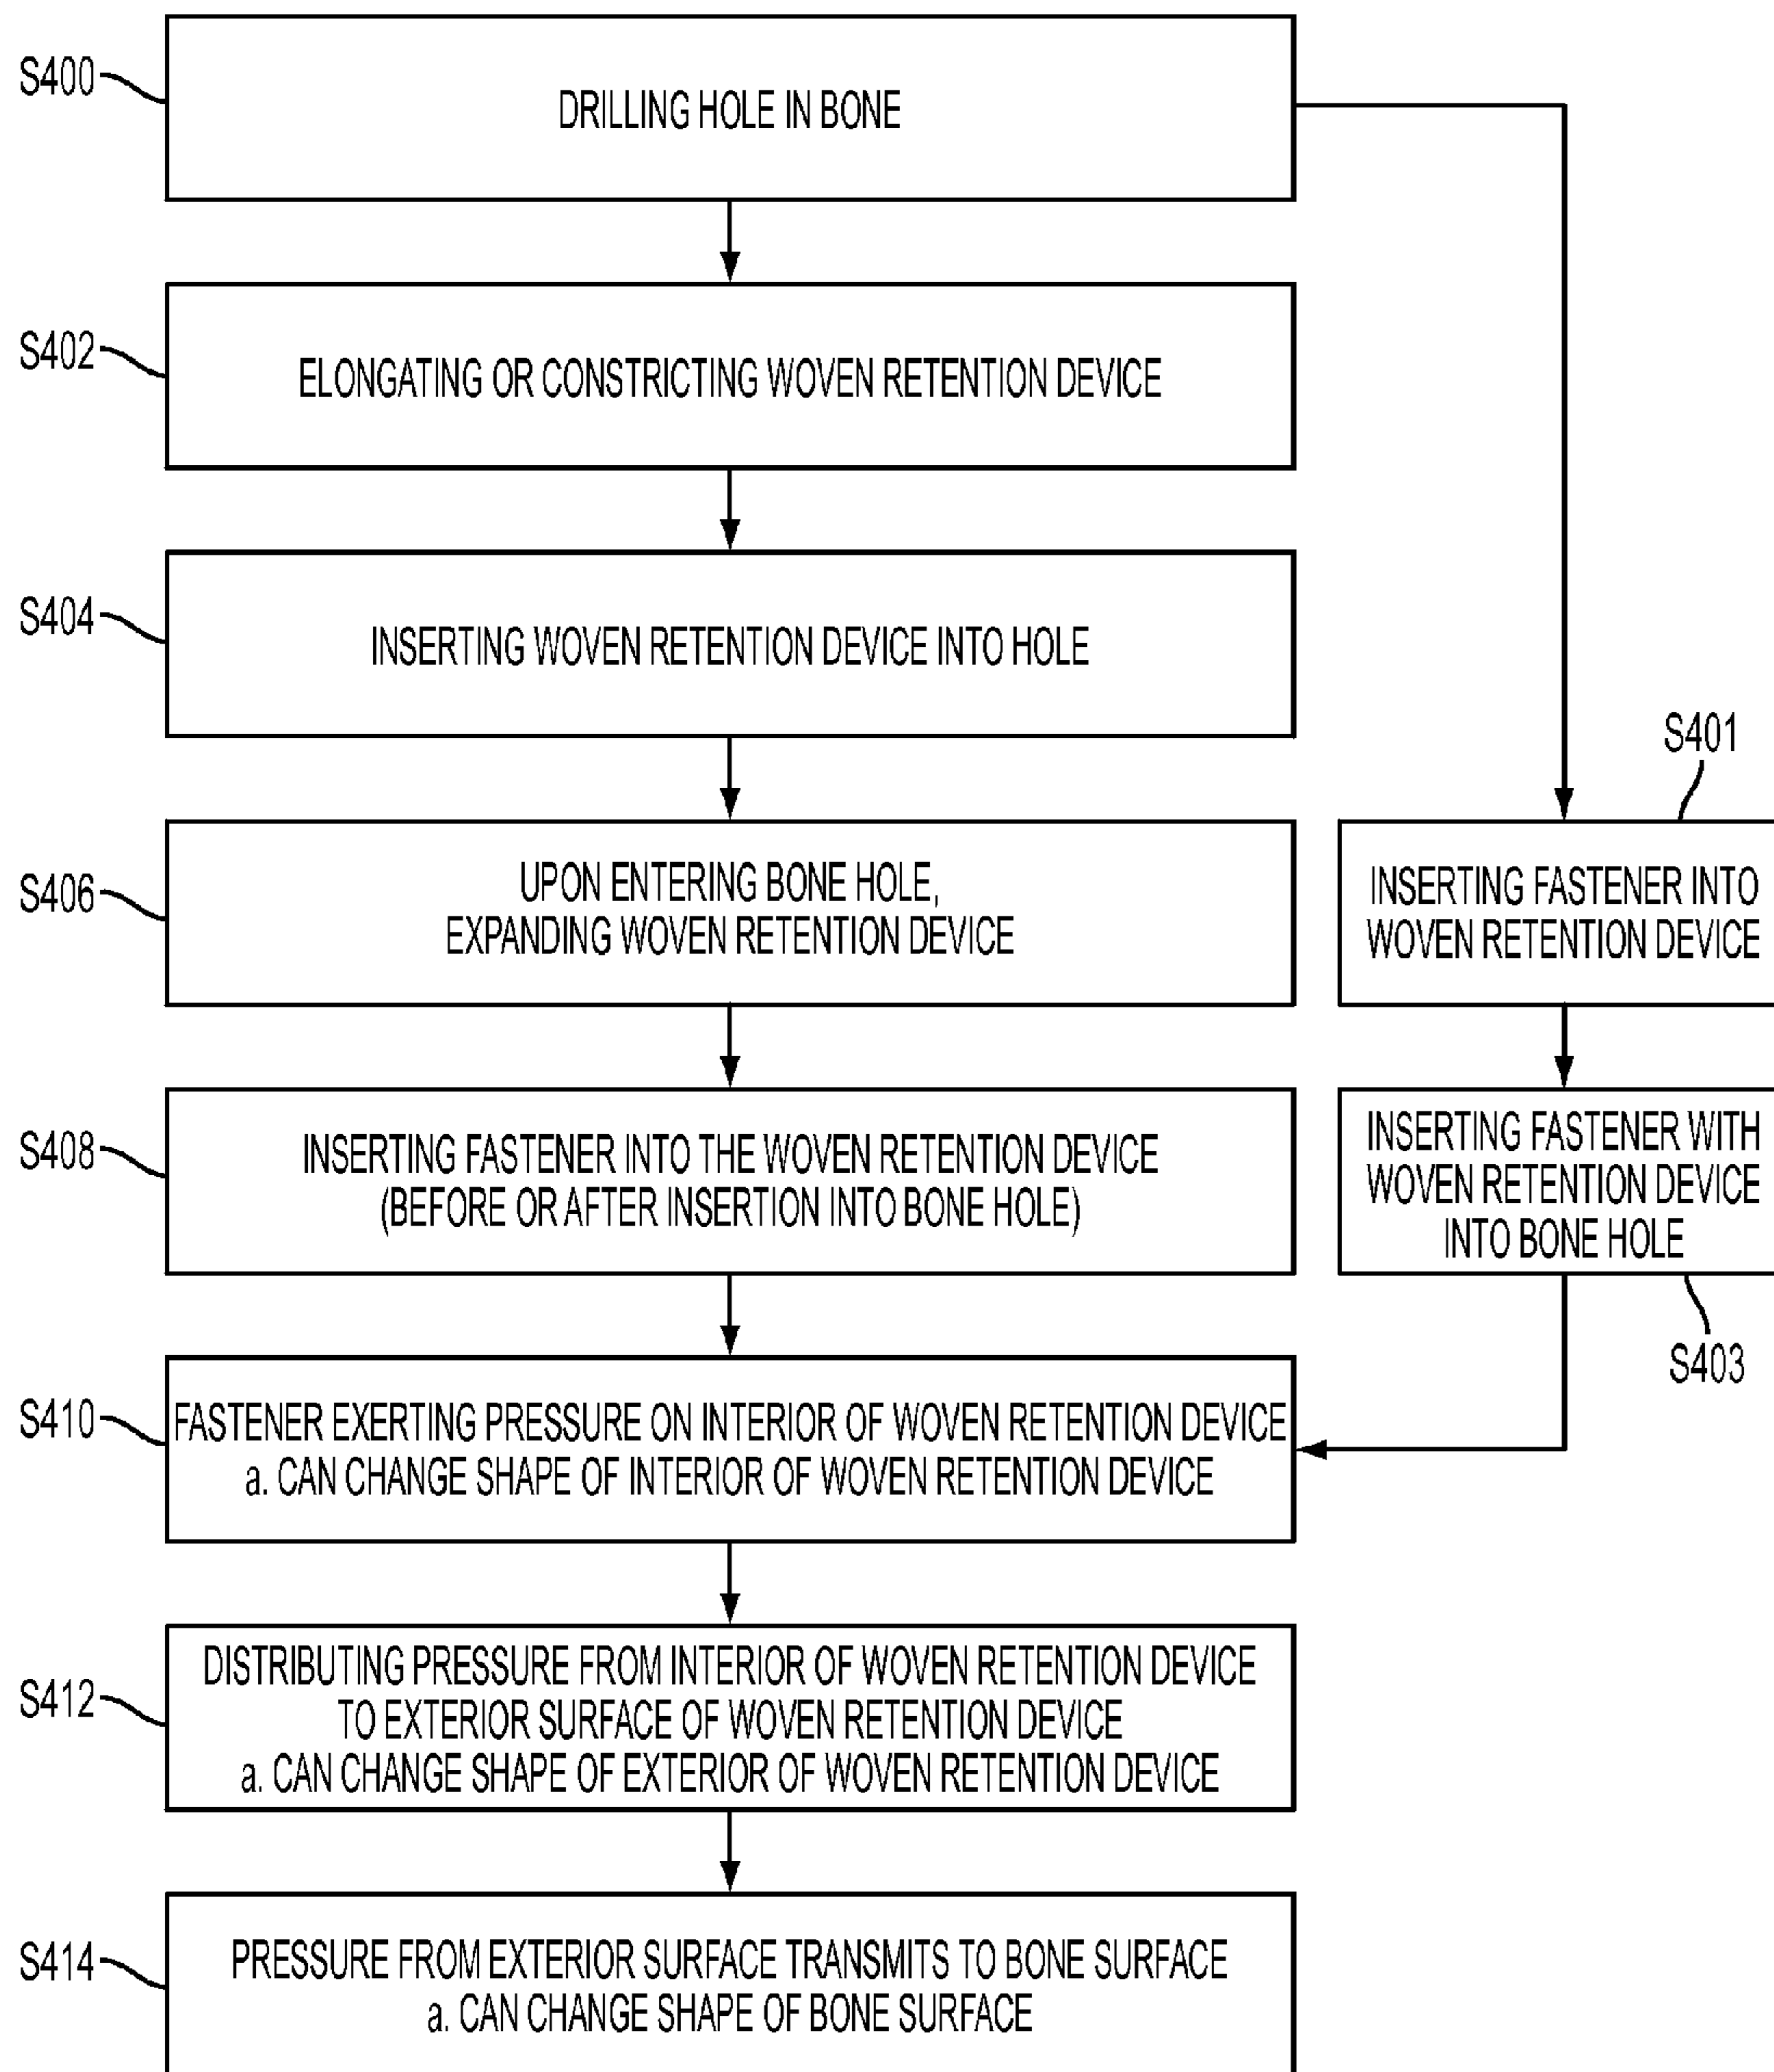 S400
DRILLING HOLE IN BONE
S402
ELONGATING OR CONSTRICTING WOVEN RETENTION DEVICE
S404
INSERTING WOVEN RETENTION DEVICE INTO HOLE
S406
UPON ENTERING BONE HOLE,
EXPANDING WOVEN RETENTION DEVICE
S401
INSERTING FASTENER INTO
WOVEN RETENTION DEVICE
S408
INSERTING FASTENER INTO THE WOVEN RETENTION DEVICE
(BEFORE OR AFTER INSERTION INTO BONE HOLE)
INSERTING FASTENER WITH
WOVEN RETENTION DEVICE
INTO BONE HOLE
S403
S410
FASTENER EXERTING PRESSURE ON INTERIOR OF WOVEN RETENTION DEVICE
a. CAN CHANGE SHAPE OF INTERIOR OF WOVEN RETENTION DEVICE
S412
DISTRIBUTING PRESSURE FROM INTERIOR OF WOVEN RETENTION DEVICE
TO EXTERIOR SURFACE OF WOVEN RETENTION DEVICE
a. CAN CHANGE SHAPE OF EXTERIOR OF WOVEN RETENTION DEVICE
S414
PRESSURE FROM EXTERIOR SURFACE TRANSMITS TO BONE SURFACE
a. CAN CHANGE SHAPE OF BONE SURFACE